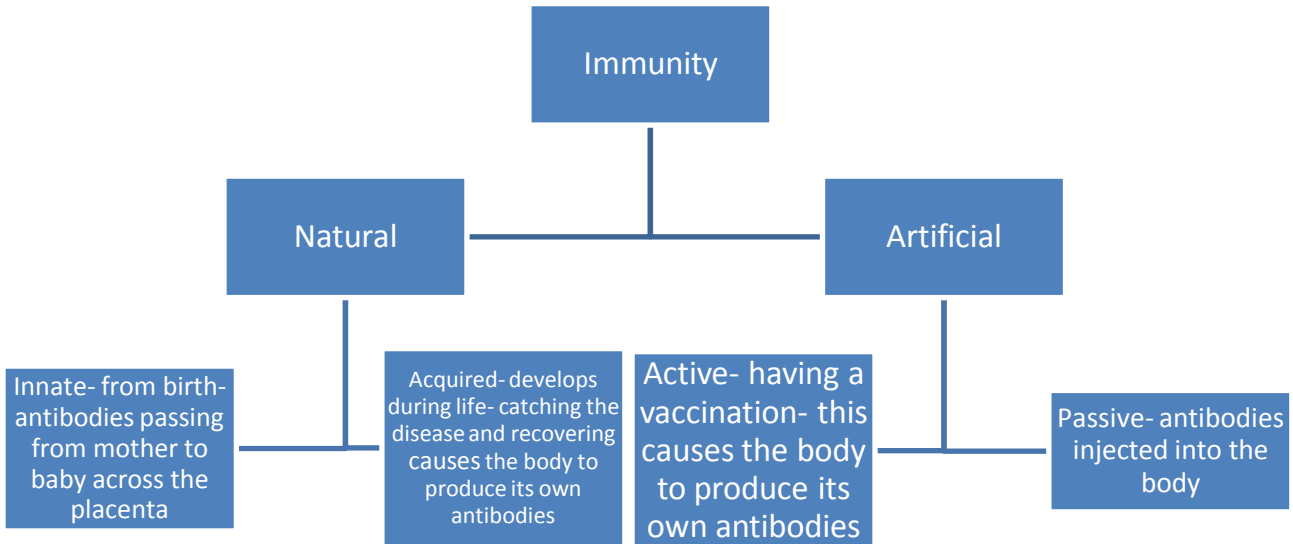 Immunity
Natural
Artificial
Innate- from birth-
antibodies passing
from mother to
baby across the
placenta
Acquired- develops
during life- catching the
disease and recovering
causes the body to
produce its own
antibodies
Active- having a
vaccination- this
causes the body
to produce its
own antibodies
Passive- antibodies
injected into the
body